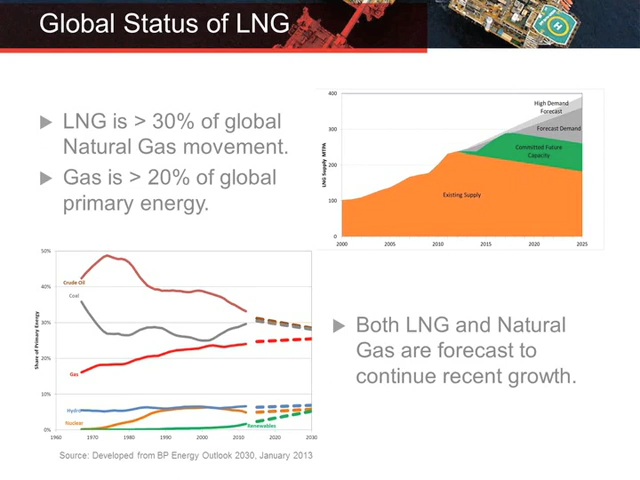 Global Status of LNG
LNG is > 30% of global
Natural Gas movement.
Gas is > 20% of global
primary energy.
400
300
200
100
0
LNG Supply MTPA
High Demand
Forecast
Forecast Demand
Committed Future
Capacity
Existing Supply
2000 2005 2010 2015 2020 2025
50%
40%
30%
20%
10%
0%
Share of Primary Energy
Crude Oil
Coal
Gas
Hydro
Nuclear
Renewables
1960 1970 1980 1990 2000 2010 2020 2030
Source: Developed from BP Energy Outlook 2030, January 2013
Both LNG and Natural
Gas are forecast to
continue recent growth.